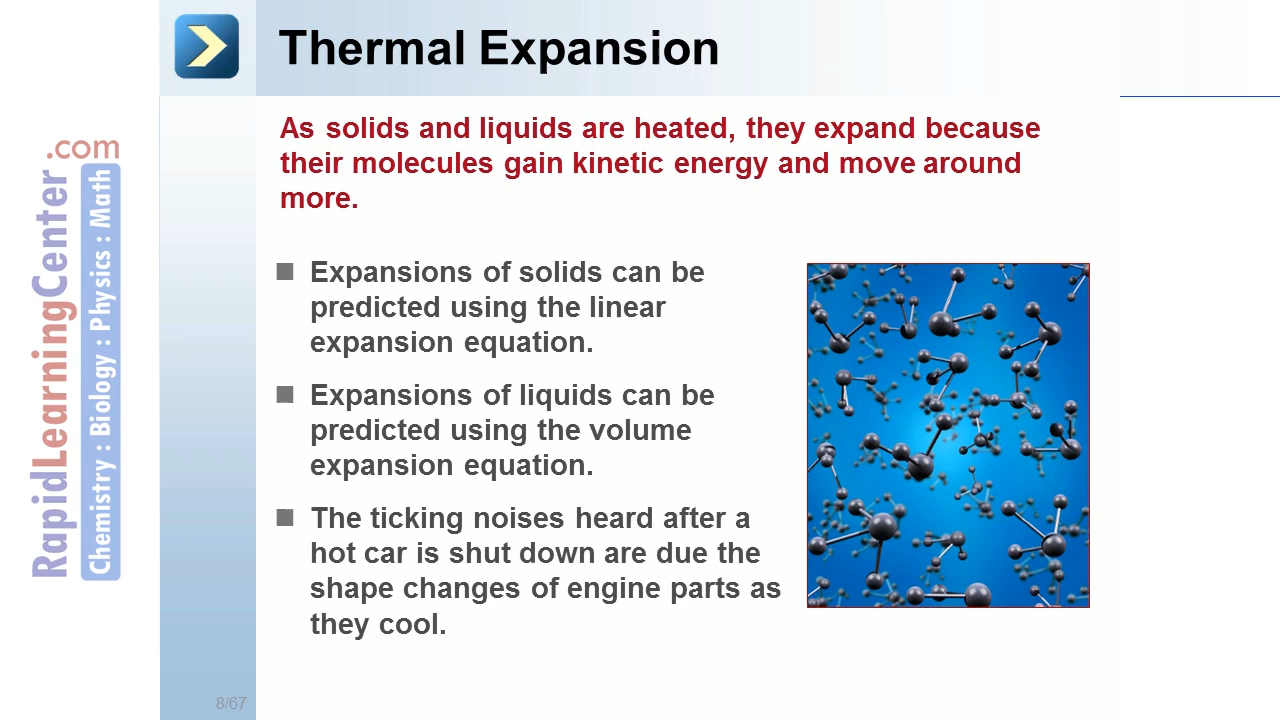 Thermal Expansion
As solids and liquids are heated, they expand because
their molecules gain kinetic energy and move around
more.
Expansions of solids can be
predicted using the linear
expansion equation.
Expansions of liquids can be
predicted using the volume
expansion equation.
The ticking noises heard after a
hot car is shut down are due the
shape changes of engine parts as
they cool.
RapidLearningCenter
.com
Chemistry : Biology : Physics : Math
8/67